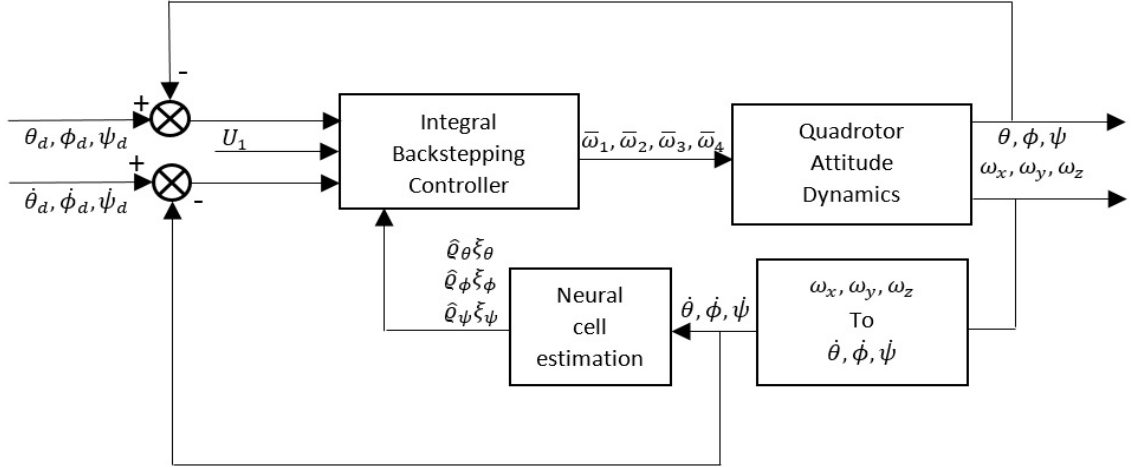 -
+
θ_d, ϕ_d, ψ_d
U_1
+
θ̇_d, ϕ̇_d, ψ̇_d
-
Integral
Backstepping
Controller
ω̅_1, ω̅_2, ω̅_3, ω̅_4
Quadrotor
Attitude
Dynamics
θ, ϕ, ψ
ω_x, ω_y, ω_z
ϱ̂_θ ξ_θ
ϱ̂_ϕ ξ_ϕ
ϱ̂_ψ ξ_ψ
Neural
cell
estimation
θ̇, ϕ̇, ψ̇
ω_x, ω_y, ω_z
To
θ̇, ϕ̇, ψ̇